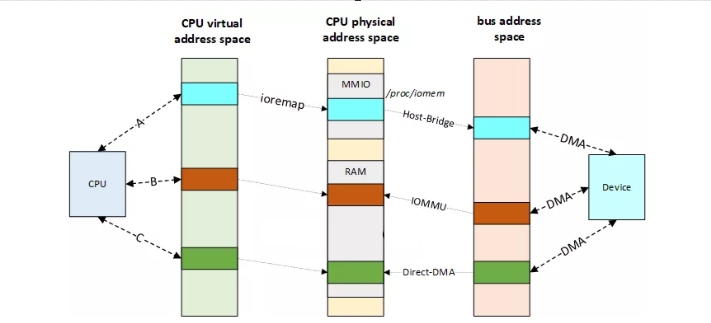 CPU virtual
address space
CPU physical
address space
bus address
space
MMIO
/proc/iomem
ioremap
Host-Bridge
A
DMA
CPU
B
RAM
IOMMU
DMA
Device
C
Direct-DMA
DMA